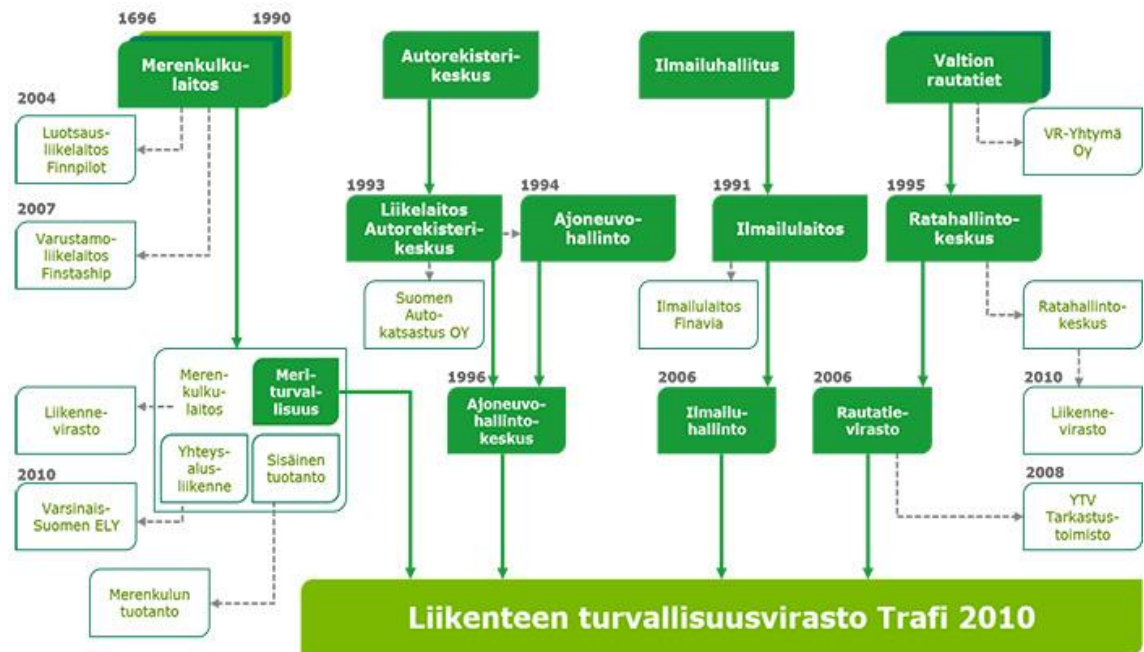 1696
1990
Merenkulku-
laitos
Autorekisteri-
keskus
Ilmailuhallitus
Valtion
rautatiet
2004
Luotsaus-
liikelaitos
Finnpilot
VR-Yhtymä
Oy
2007
Varustamo-
liikelaitos
Finstaship
1993
Liikelaitos
Autorekisteri-
keskus
1994
Ajoneuvo-
hallinto
1991
Ilmailulaitos
1995
Ratahallinto-
keskus
Suomen
Auto-
katsastus OY
Ilmailulaitos
Finavia
Ratahallinto-
keskus
Meren-
kulku-
laitos
Meri-
turval-
lisuus
Yhteys-
alus-
liikenne
Sisäinen
tuotanto
Liikenne-
virasto
2010
Varsinais-
Suomen ELY
Merenkulun
tuotanto
1996
Ajoneuvo-
hallinto-
keskus
2006
Ilmailu-
hallinto
2006
Rautatie-
virasto
2010
Liikenne-
virasto
2008
YTV
Tarkastus-
toimisto
Liikenteen turvallisuusvirasto Trafi 2010